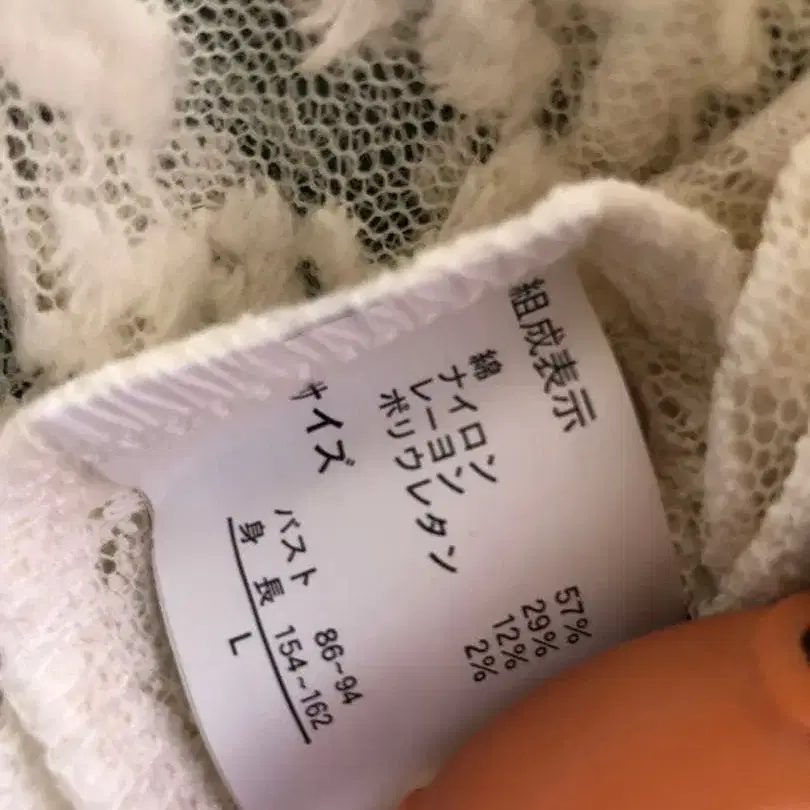 組成表示
綿 57%
ナイロン 29%
レーヨン 12%
ポリウレタン 2%
サイズ
バスト 86~94
身長 154~162
L